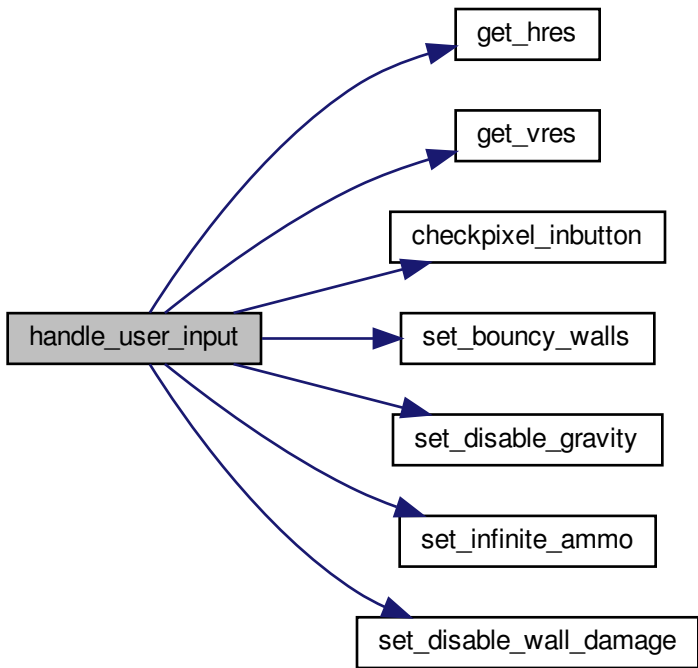 get_hres
get_vres
checkpixel_inbutton
handle_user_input
set_bouncy_walls
set_disable_gravity
set_infinite_ammo
set_disable_wall_damage